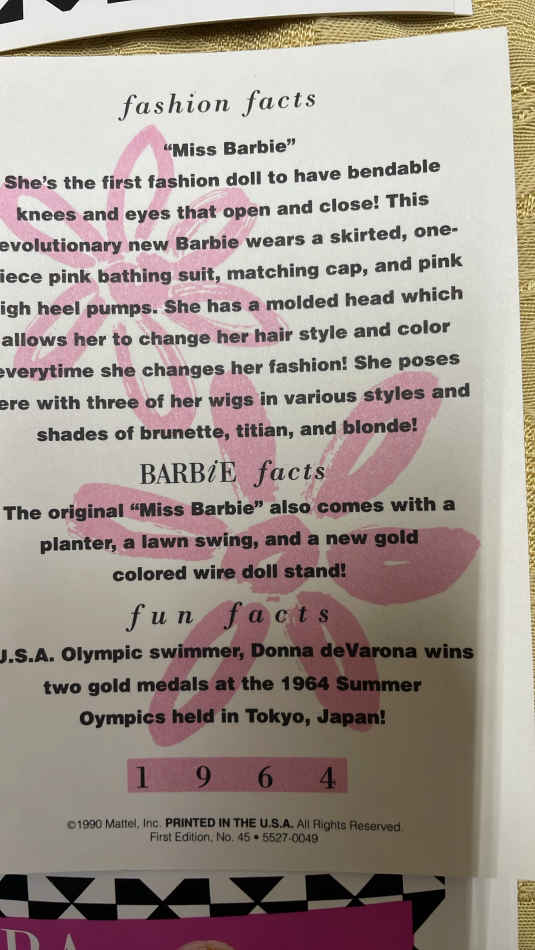 fashion facts
“Miss Barbie”
She’s the first fashion doll to have bendable
knees and eyes that open and close! This
evolutionary new Barbie wears a skirted, one-
iece pink bathing suit, matching cap, and pink
igh heel pumps. She has a molded head which
allows her to change her hair style and color
everytime she changes her fashion! She poses
ere with three of her wigs in various styles and
shades of brunette, titian, and blonde!
BARBiE facts
The original “Miss Barbie” also comes with a
planter, a lawn swing, and a new gold
colored wire doll stand!
fun facts
U.S.A. Olympic swimmer, Donna deVarona wins
two gold medals at the 1964 Summer
Oympics held in Tokyo, Japan!
1964
©1990 Mattel, Inc. PRINTED IN THE U.S.A. All Rights Reserved.
First Edition, No. 45 • 5527-0049